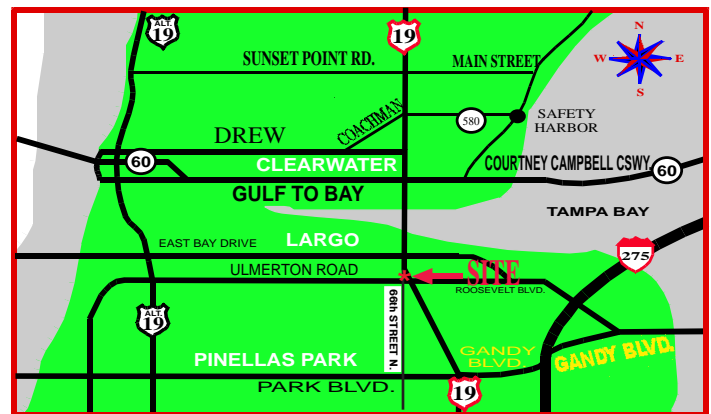 N
W E
S
ALT.
19
19
SUNSET POINT RD.
MAIN STREET
COACHMAN
580
SAFETY
HARBOR
DREW
60
CLEARWATER
COURTNEY CAMPBELL CSWY.
60
GULF TO BAY
TAMPA BAY
EAST BAY DRIVE
LARGO
275
ULMERTON ROAD
SITE
ROOSEVELT BLVD.
66th STREET N.
ALT.
19
PINELLAS PARK
GANDY
BLVD.
GANDY BLVD.
PARK BLVD.
19